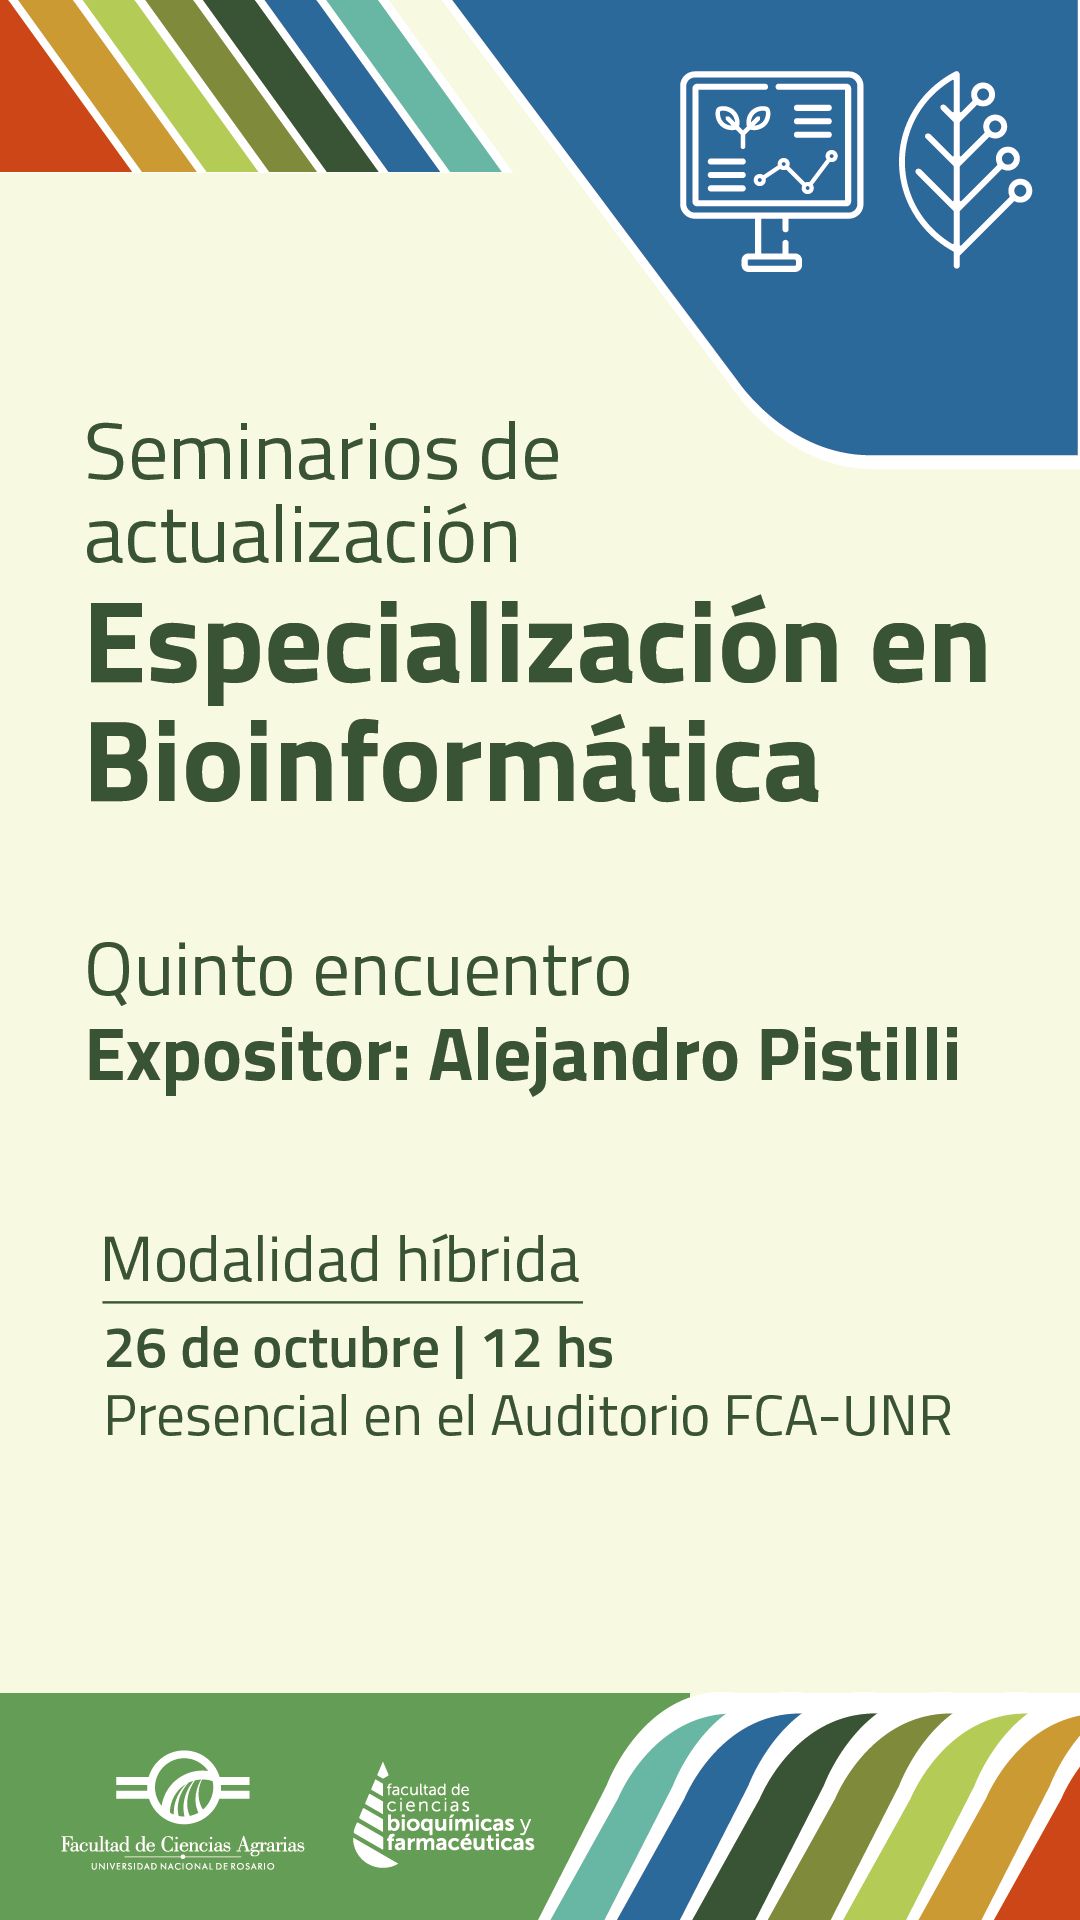 Seminarios de
actualización
Especialización en
Bioinformática
Quinto encuentro
Expositor: Alejandro Pistilli
Modalidad híbrida
26 de octubre | 12 hs
Presencial en el Auditorio FCA-UNR
Facultad de Ciencias Agrarias
UNIVERSIDAD NACIONAL DE ROSARIO
facultad de
ciencias
bioquímicas y
farmacéuticas